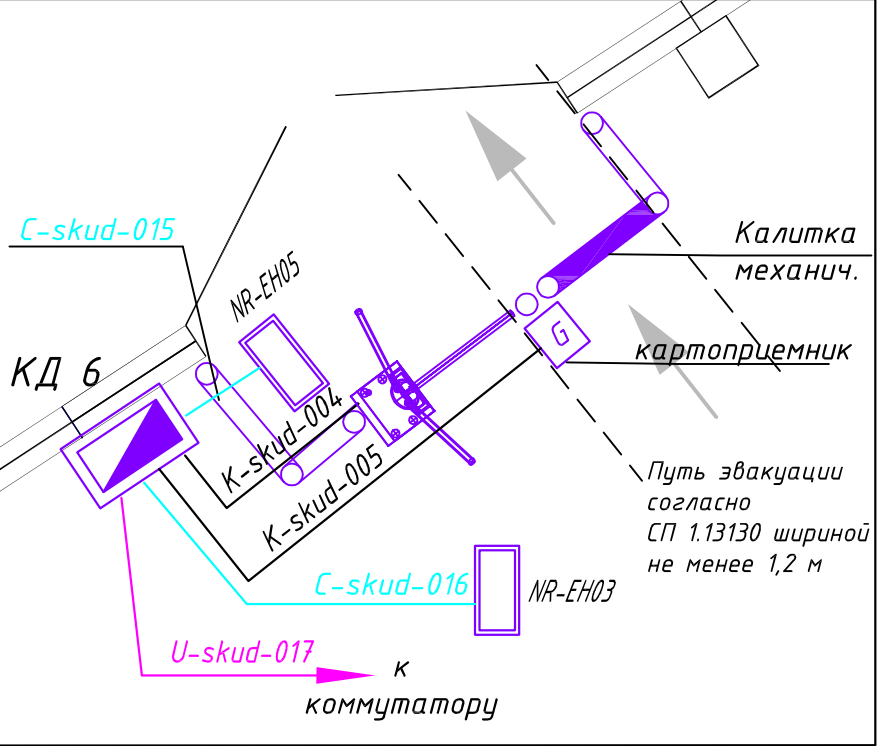 C-skud-015
NR-EH05
Калитка
механич.
G
картоприемник
КД 6
K-skud-004
K-skud-005
Путь эвакуации
согласно
СП 1.13130 шириной
не менее 1,2 м
C-skud-016
NR-EH03
U-skud-017
к
коммутатору